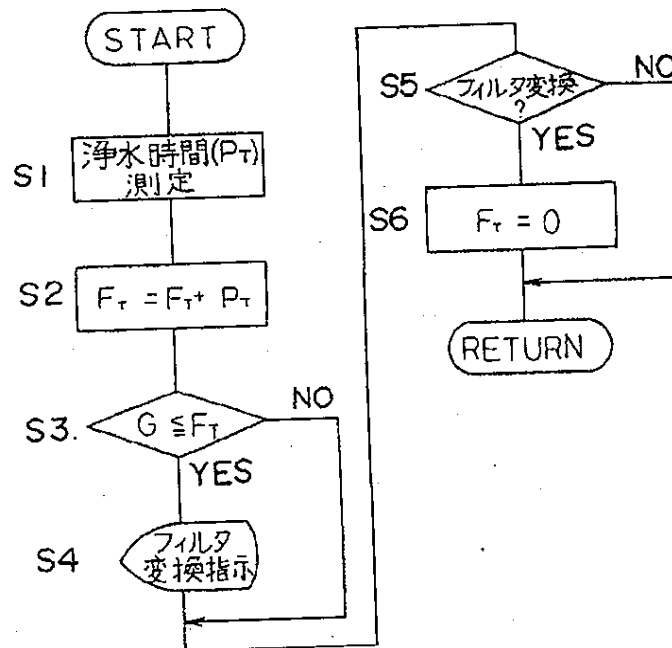 START
S1
浄水時間(PT)
測定
S2
FT = FT + PT
S3.
G ≦ FT
NO
YES
S4
フィルタ
変換指示
S5
フィルタ変換
?
NO
YES
S6
FT = 0
RETURN